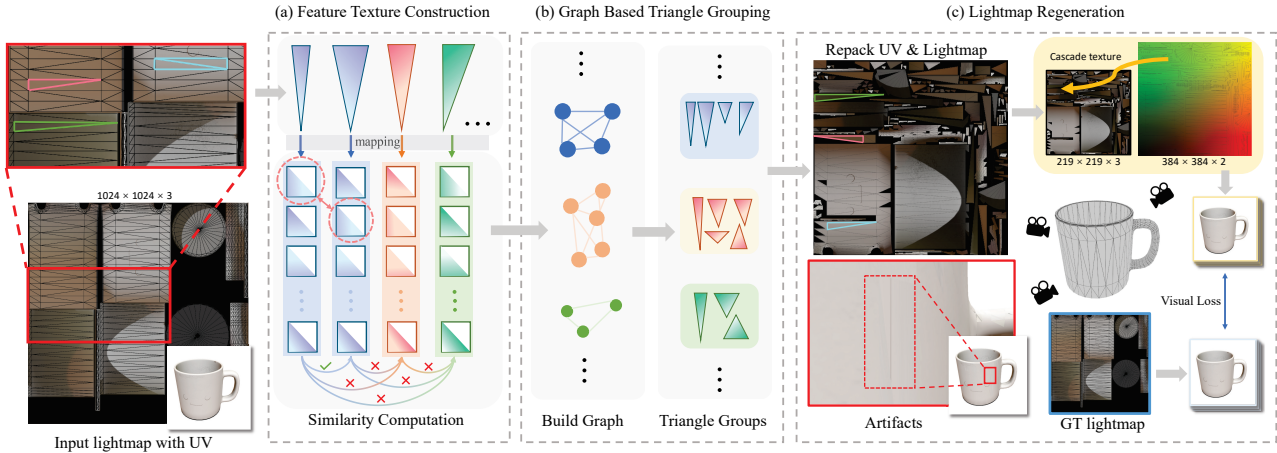 (a) Feature Texture Construction
(b) Graph Based Triangle Grouping
(c) Lightmap Regeneration
1024 × 1024 × 3
Input lightmap with UV
mapping
Similarity Computation
Build Graph
Triangle Groups
Repack UV & Lightmap
Cascade texture
219 × 219 × 3
384 × 384 × 2
Visual Loss
Artifacts
GT lightmap